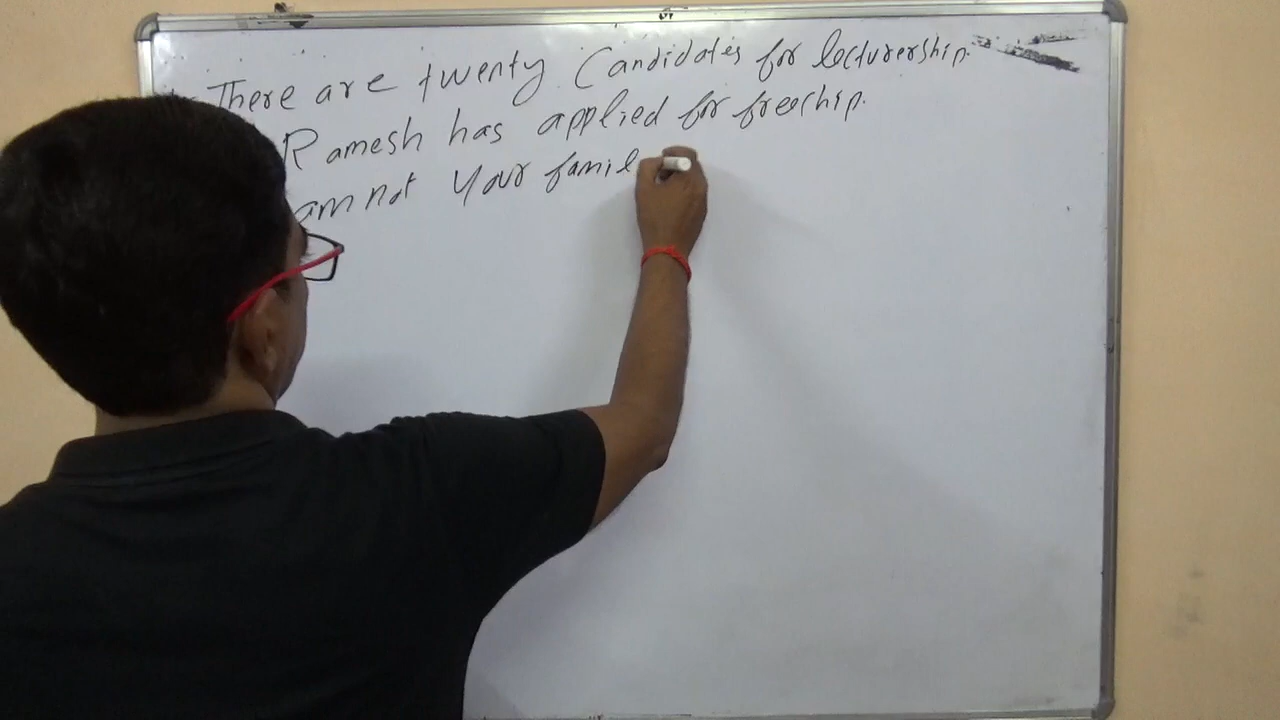 There are twenty Candidates for lecturership.
Ramesh has applied for freeship.
am not your famil